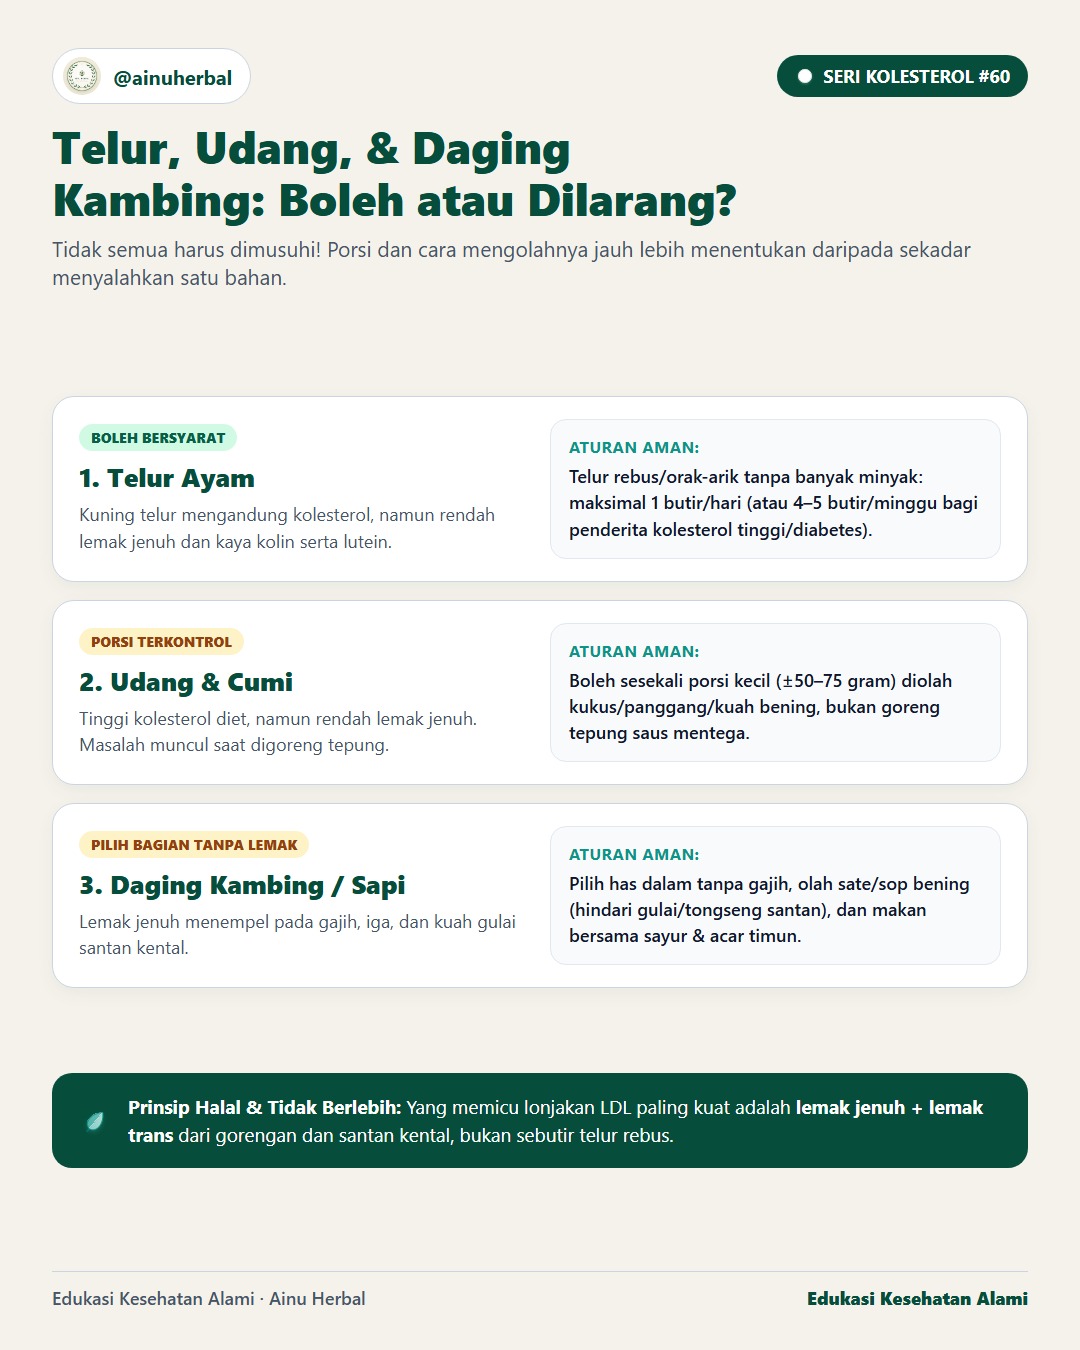 @ainuherbal
SERI KOLESTEROL #60
Telur, Udang, & Daging
Kambing: Boleh atau Dilarang?
Tidak semua harus dimusuhi! Porsi dan cara mengolahnya jauh lebih menentukan daripada sekadar
menyalahkan satu bahan.
BOLEH BERSYARAT
1. Telur Ayam
Kuning telur mengandung kolesterol, namun rendah
lemak jenuh dan kaya kolin serta lutein.
ATURAN AMAN:
Telur rebus/orak-arik tanpa banyak minyak:
maksimal 1 butir/hari (atau 4–5 butir/minggu bagi
penderita kolesterol tinggi/diabetes).
PORSI TERKONTROL
2. Udang & Cumi
Tinggi kolesterol diet, namun rendah lemak jenuh.
Masalah muncul saat digoreng tepung.
ATURAN AMAN:
Boleh sesekali porsi kecil (±50–75 gram) diolah
kukus/panggang/kuah bening, bukan goreng
tepung saus mentega.
PILIH BAGIAN TANPA LEMAK
3. Daging Kambing / Sapi
Lemak jenuh menempel pada gajih, iga, dan kuah gulai
santan kental.
ATURAN AMAN:
Pilih has dalam tanpa gajih, olah sate/sop bening
(hindari gulai/tongseng santan), dan makan
bersama sayur & acar timun.
Prinsip Halal & Tidak Berlebih: Yang memicu lonjakan LDL paling kuat adalah lemak jenuh + lemak
trans dari gorengan dan santan kental, bukan sebutir telur rebus.
Edukasi Kesehatan Alami · Ainu Herbal
Edukasi Kesehatan Alami